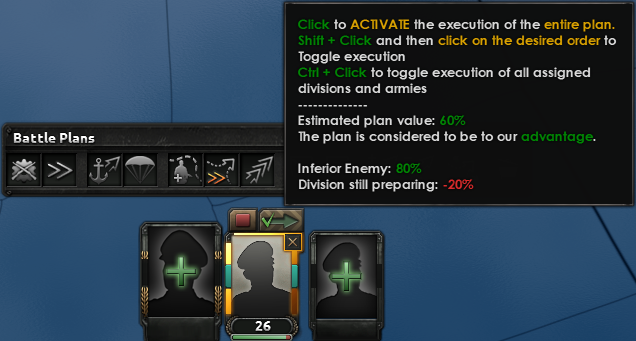 Click to ACTIVATE the execution of the entire plan.
Shift + Click and then click on the desired order to
Toggle execution
Ctrl + Click to toggle execution of all assigned
divisions and armies
--------------
Estimated plan value: 60%
The plan is considered to be to our advantage.
Inferior Enemy: 80%
Division still preparing: -20%
Battle Plans
26